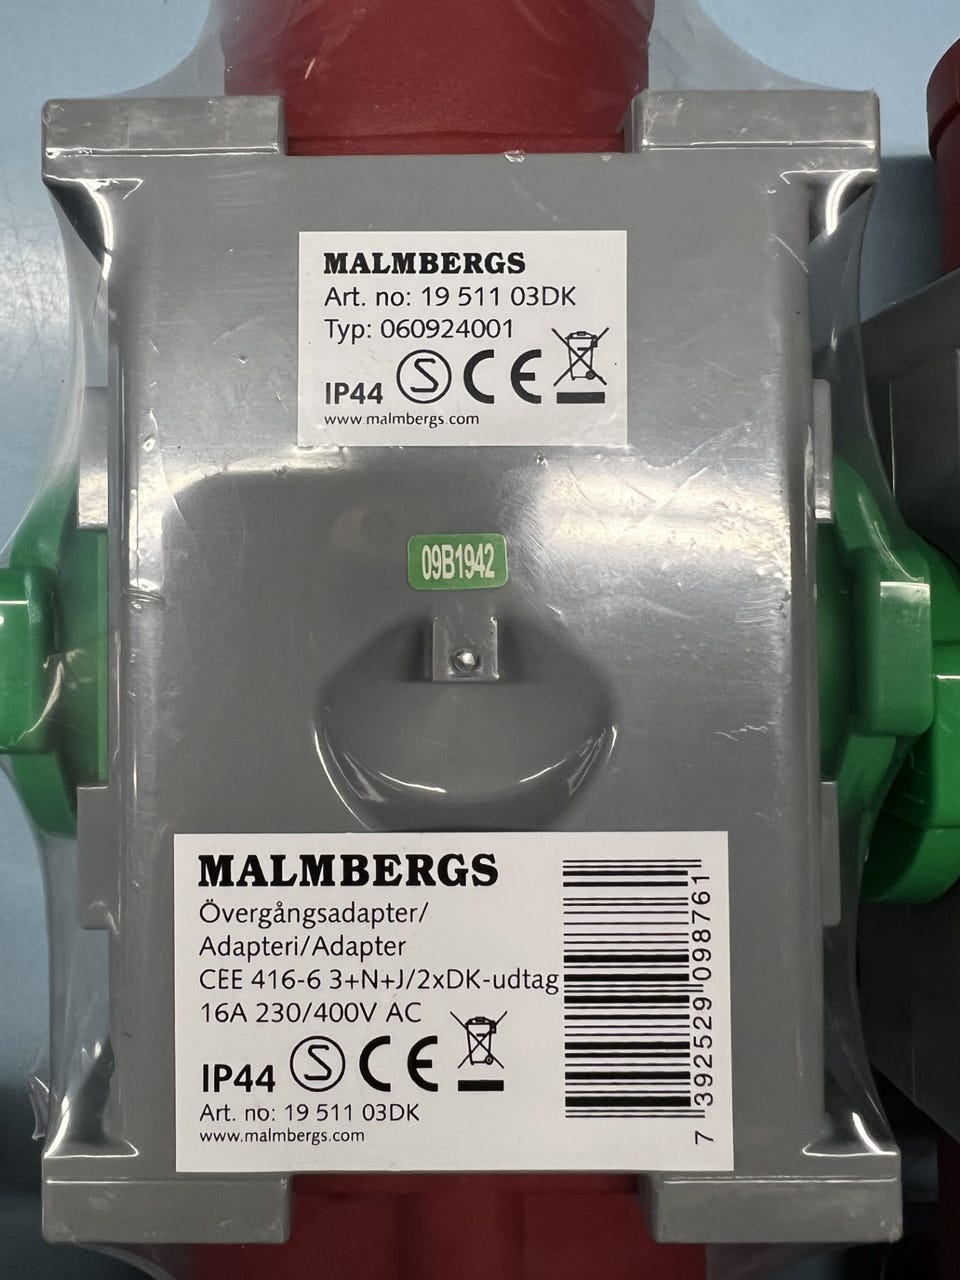 MALMBERGS
Art. no: 19 511 03DK
Typ: 060924001
IP44 S CE
www.malmbergs.com
09B1942
MALMBERGS
Övergångsadapter/
Adapteri/Adapter
CEE 416-6 3+N+J/2xDK-udtag
16A 230/400V AC
IP44 S CE
Art. no: 19 511 03DK
www.malmbergs.com
7 392529 098761